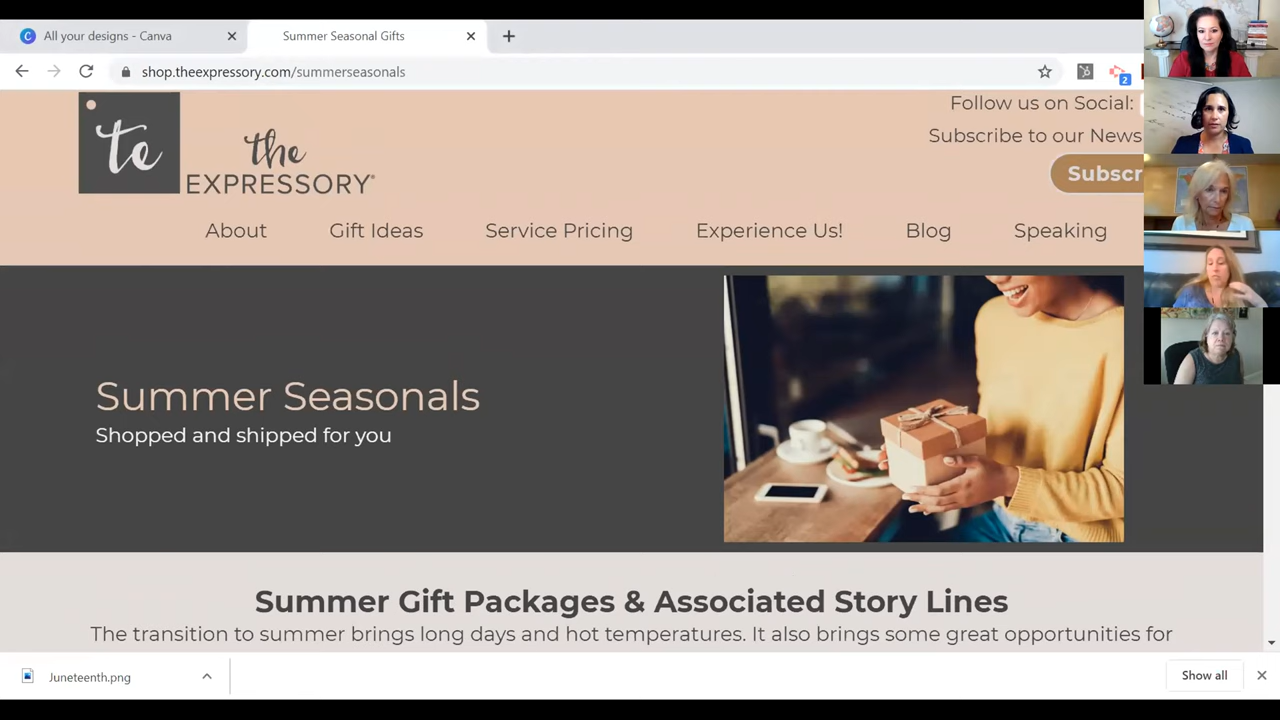 All your designs - Canva
Summer Seasonal Gifts
shop.theexpressory.com/summerseasonals
2
Follow us on Social:
Subscribe to our News
Subscr
te
the
EXPRESSORY
About
Gift Ideas
Service Pricing
Experience Us!
Blog
Speaking
Summer Seasonals
Shopped and shipped for you
Summer Gift Packages & Associated Story Lines
The transition to summer brings long days and hot temperatures. It also brings some great opportunities for
Juneteenth.png
Show all